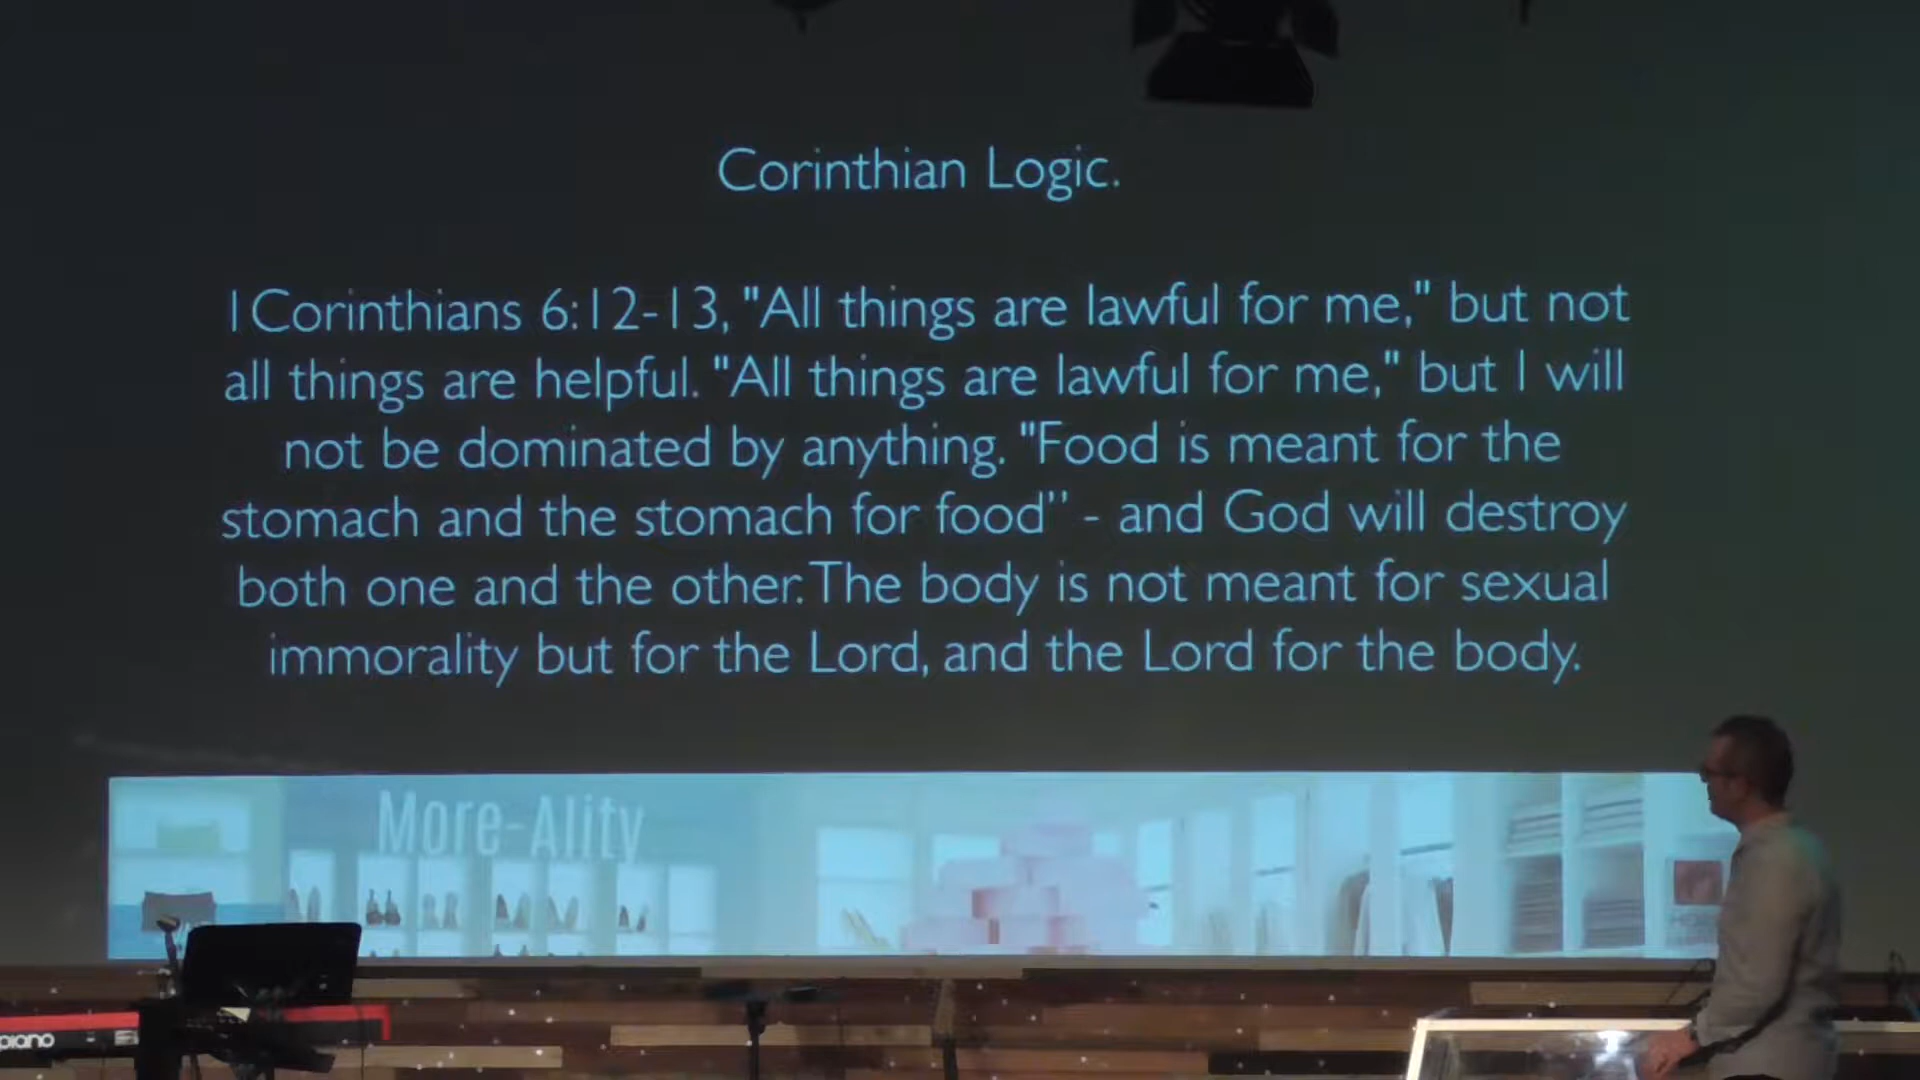 Corinthian Logic.
1 Corinthians 6:12-13, "All things are lawful for me," but not
all things are helpful. "All things are lawful for me," but I will
not be dominated by anything. "Food is meant for the
stomach and the stomach for food" - and God will destroy
both one and the other. The body is not meant for sexual
immorality but for the Lord, and the Lord for the body.
More-Ality
piano